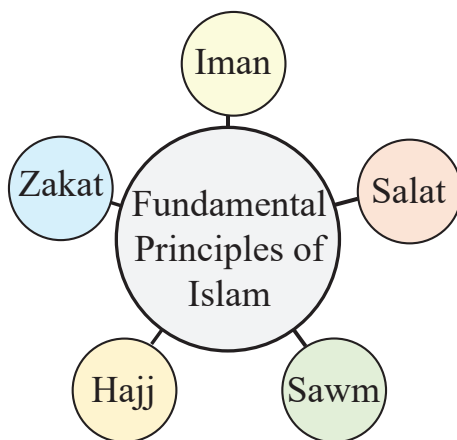 Iman
Zakat
Salat
Fundamental
Principles of
Islam
Hajj
Sawm